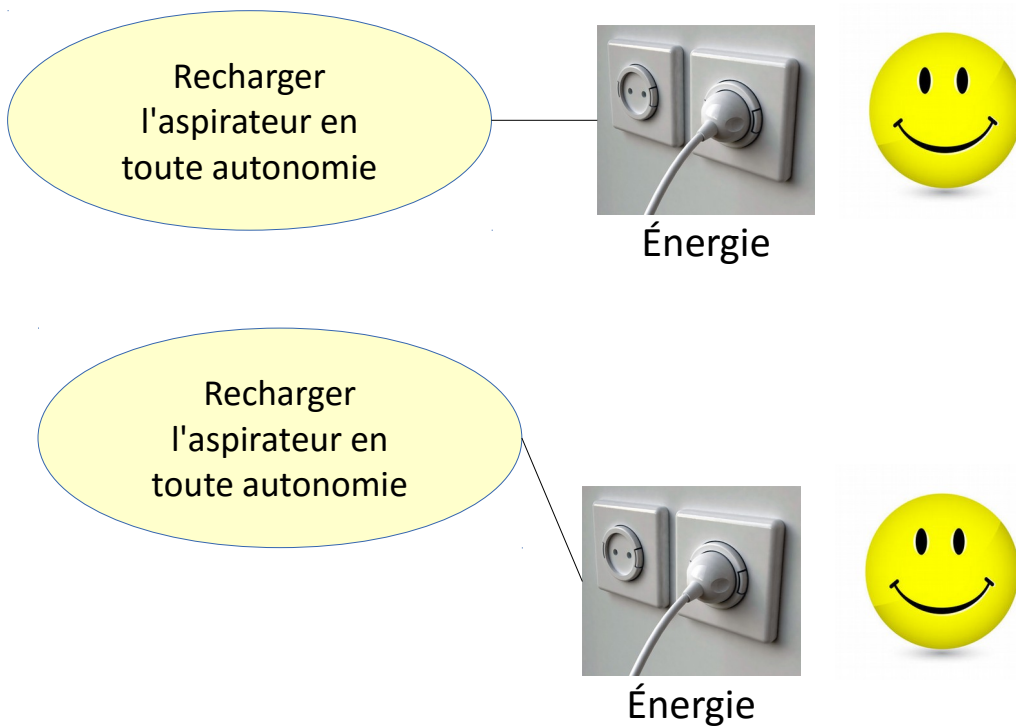 Recharger
l'aspirateur en
toute autonomie
Énergie
Recharger
l'aspirateur en
toute autonomie
Énergie